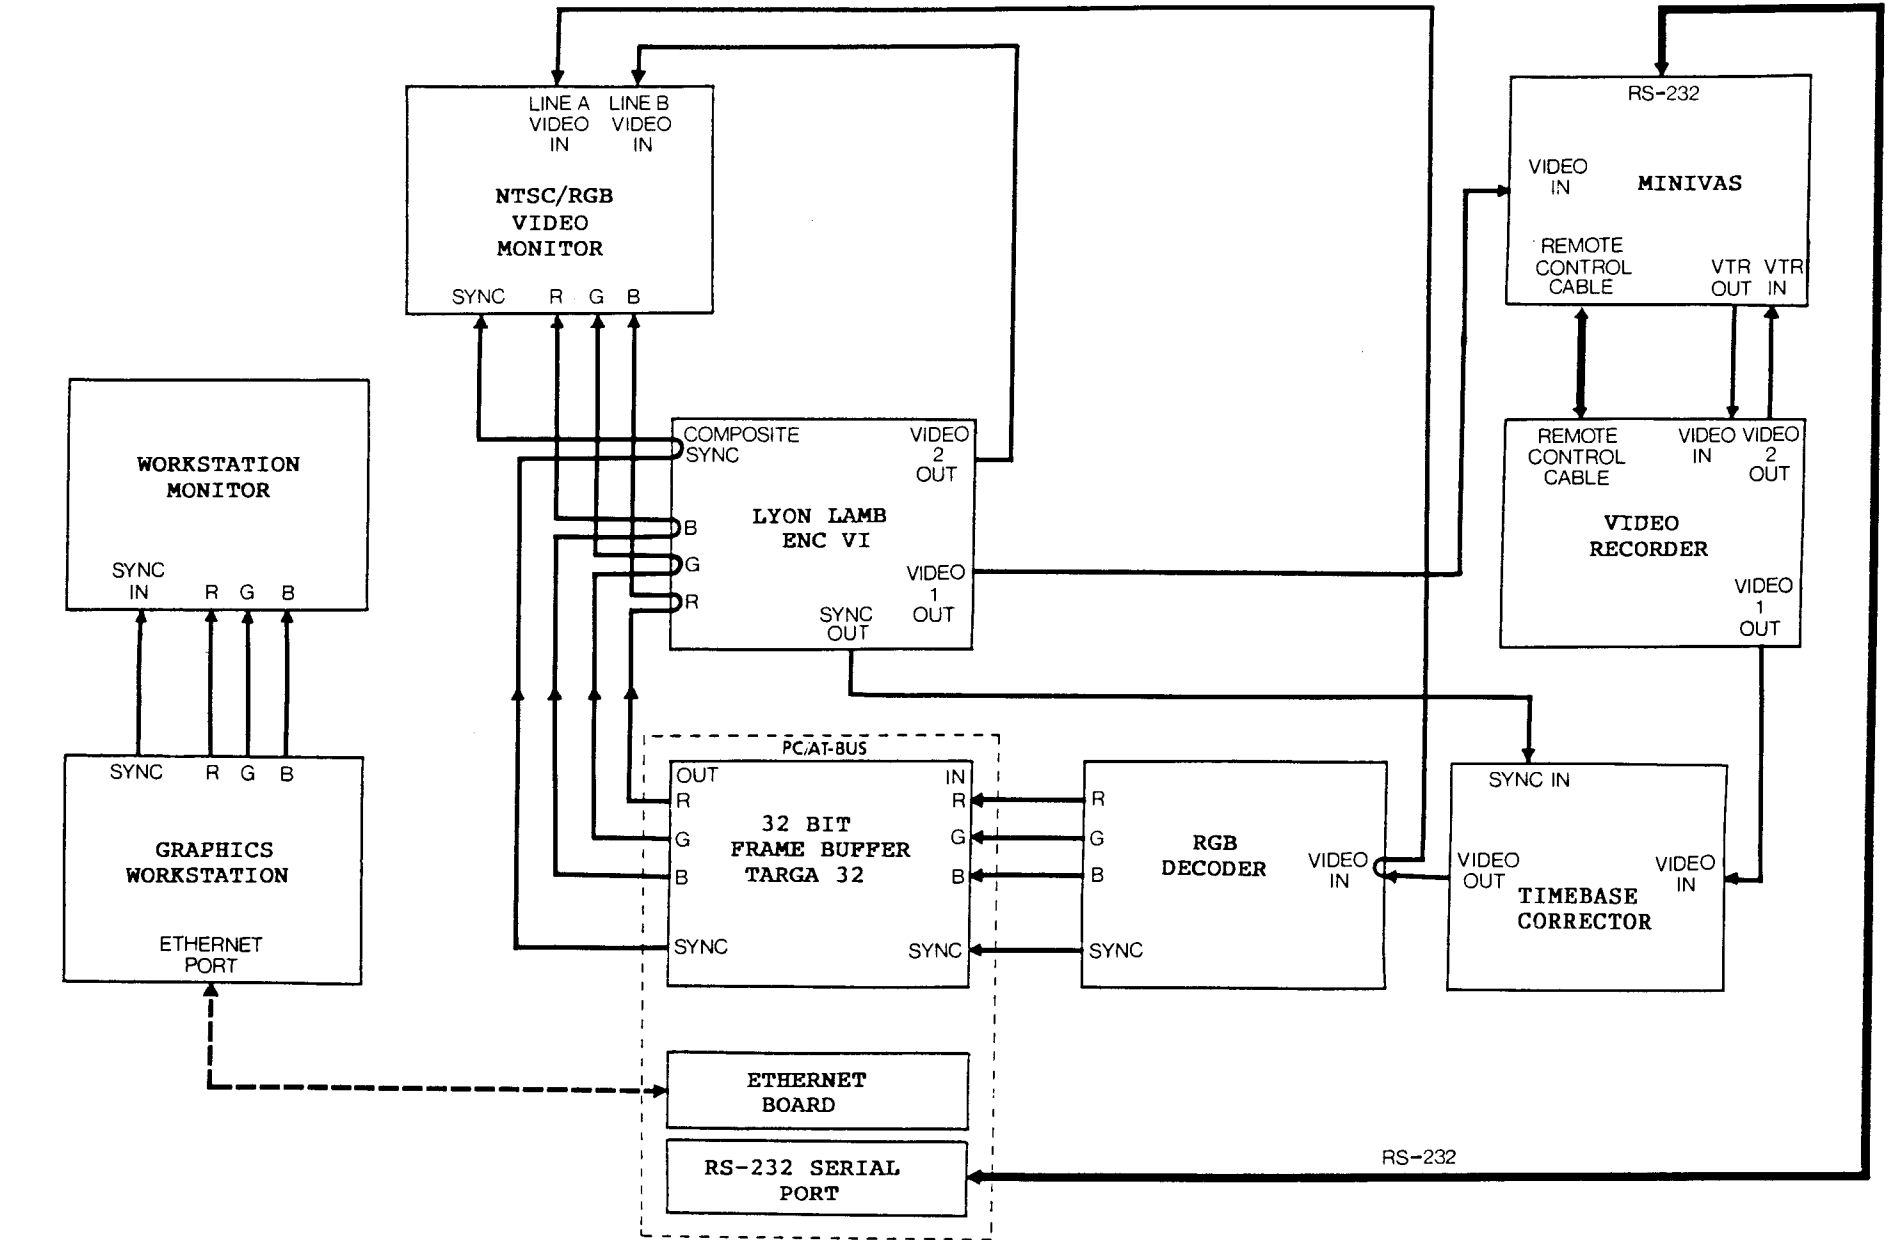 LINE A LINE B
VIDEO VIDEO
IN IN
NTSC/RGB
VIDEO
MONITOR
SYNC R G B
RS-232
VIDEO
IN
MINIVAS
REMOTE
CONTROL
CABLE
VTR VTR
OUT IN
WORKSTATION
MONITOR
SYNC
IN R G B
COMPOSITE
SYNC
VIDEO
2
OUT
LYON LAMB
ENC VI
B
G
R
VIDEO
1
OUT
SYNC
OUT
REMOTE
CONTROL
CABLE
VIDEO VIDEO
IN 2
OUT
VIDEO
RECORDER
VIDEO
1
OUT
SYNC R G B
GRAPHICS
WORKSTATION
ETHERNET
PORT
PC/AT-BUS
OUT IN
R R
G G
B B
32 BIT
FRAME BUFFER
TARGA 32
SYNC SYNC
R
G
B
RGB
DECODER
VIDEO
IN
SYNC
SYNC IN
VIDEO
OUT
VIDEO
IN
TIMEBASE
CORRECTOR
ETHERNET
BOARD
RS-232 SERIAL
PORT
RS-232